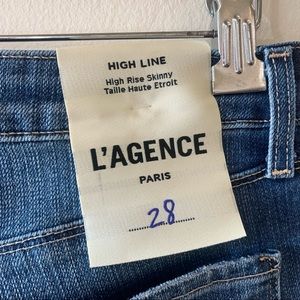 HIGH LINE
High Rise Skinny
Taille Haute Etroit
L'AGENCE
PARIS
28